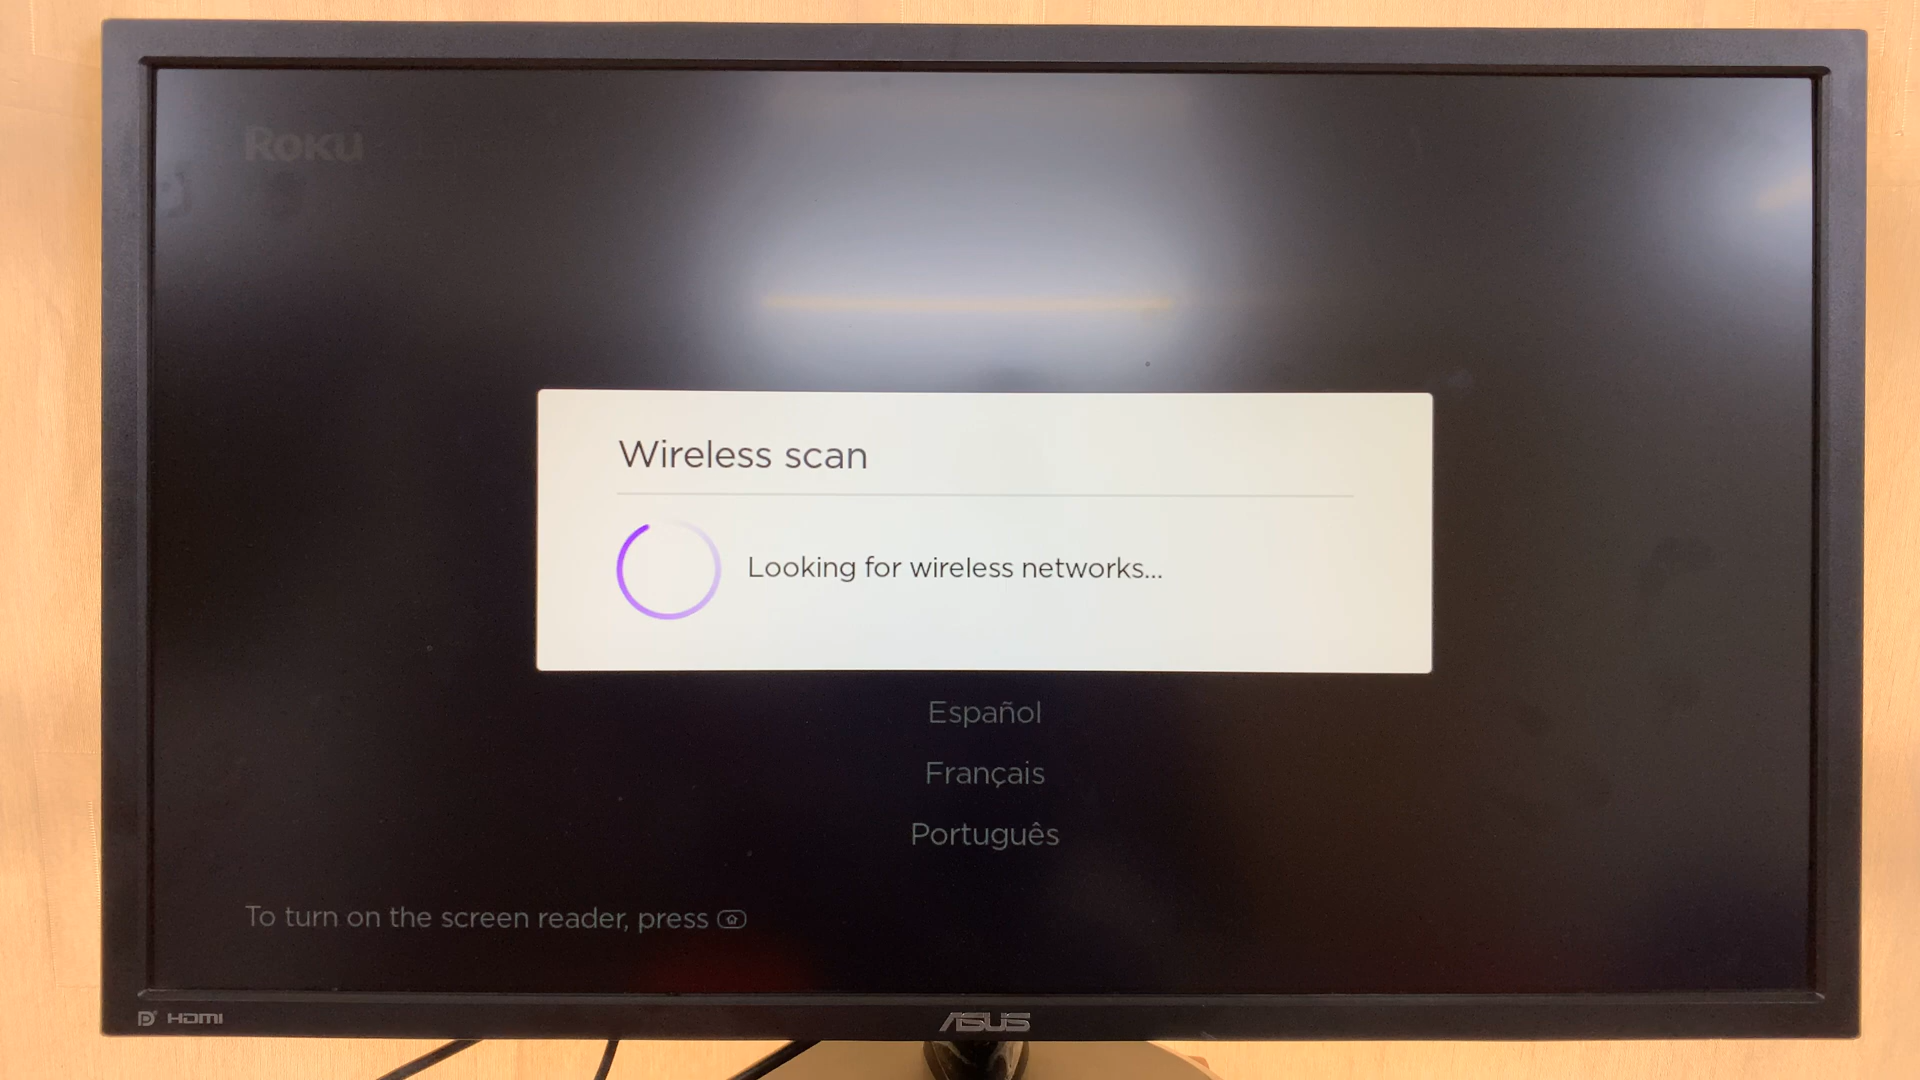 Roku
Wireless scan
Looking for wireless networks...
Español
Français
Português
To turn on the screen reader, press
HDMI
ASUS